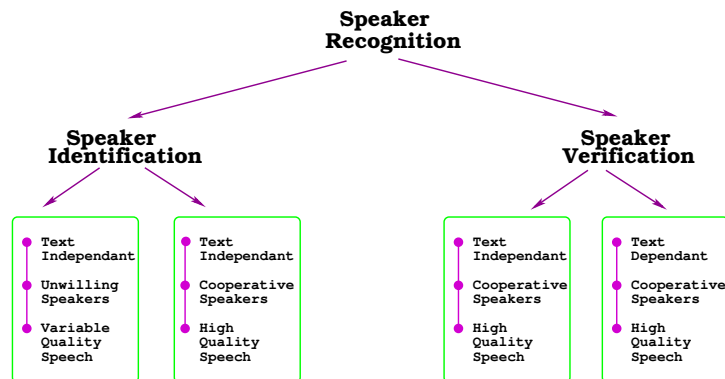 Speaker
Recognition
Speaker
Identification
Speaker
Verification
Text
Independant
Unwilling
Speakers
Variable
Quality
Speech
Text
Independant
Cooperative
Speakers
High
Quality
Speech
Text
Independant
Cooperative
Speakers
High
Quality
Speech
Text
Dependant
Cooperative
Speakers
High
Quality
Speech